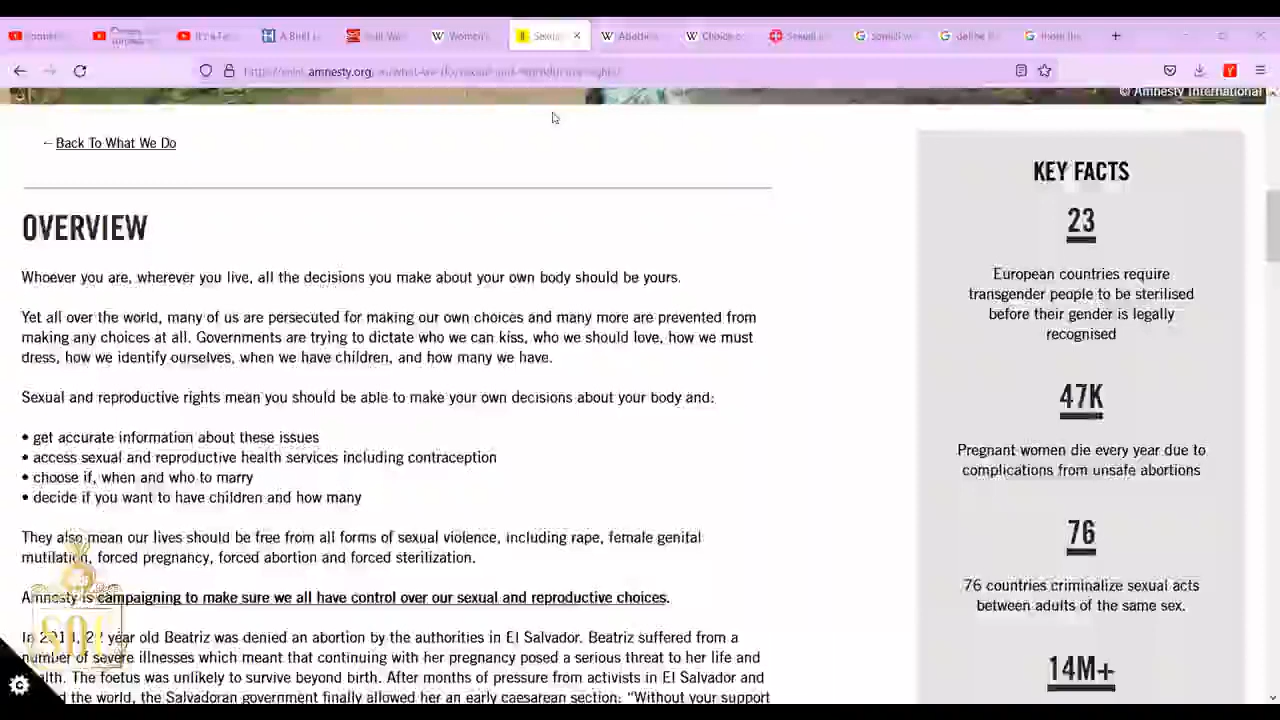 It's a
A Brief
Women's
Sexua
Choice o
Sexual a
define
more tha
amnesty.org
© Amnesty International
← Back To What We Do
KEY FACTS
23
European countries require
transgender people to be sterilised
before their gender is legally
recognised
47K
Pregnant women die every year due to
complications from unsafe abortions
76
76 countries criminalize sexual acts
between adults of the same sex.
14M+
OVERVIEW
Whoever you are, wherever you live, all the decisions you make about your own body should be yours.
Yet all over the world, many of us are persecuted for making our own choices and many more are prevented from
making any choices at all. Governments are trying to dictate who we can kiss, who we should love, how we must
dress, how we identify ourselves, when we have children, and how many we have.
Sexual and reproductive rights mean you should be able to make your own decisions about your body and:
• get accurate information about these issues
• access sexual and reproductive health services including contraception
• choose if, when and who to marry
• decide if you want to have children and how many
They also mean our lives should be free from all forms of sexual violence, including rape, female genital
mutilation, forced pregnancy, forced abortion and forced sterilization.
Amnesty is campaigning to make sure we all have control over our sexual and reproductive choices.
In year old Beatriz was denied an abortion by the authorities in El Salvador. Beatriz suffered from a
number of severe illnesses which meant that continuing with her pregnancy posed a serious threat to her life and
The foetus was unlikely to survive beyond birth. After months of pressure from activists in El Salvador and
the world, the Salvadoran government finally allowed her an early caesarean section: "Without your support